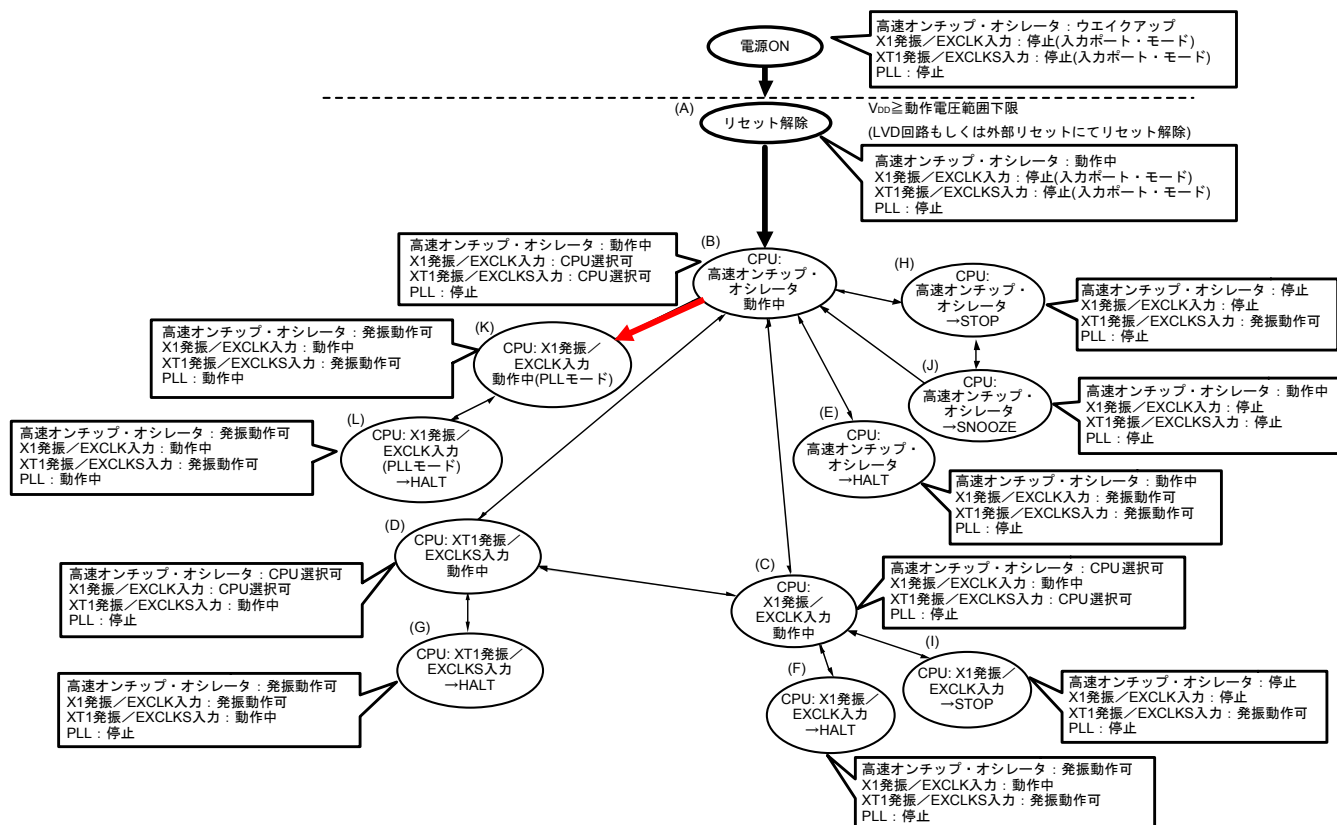 電源ON
高速オンチップ・オシレータ：ウエイクアップ
X1発振／EXCLK入力：停止(入力ポート・モード)
XT1発振／EXCLKS入力：停止(入力ポート・モード)
PLL：停止
(A)
リセット解除
VDD≧動作電圧範囲下限
(LVD回路もしくは外部リセットにてリセット解除)
高速オンチップ・オシレータ：動作中
X1発振／EXCLK入力：停止(入力ポート・モード)
XT1発振／EXCLKS入力：停止(入力ポート・モード)
PLL：停止
(B)
高速オンチップ・オシレータ：動作中
X1発振／EXCLK入力：CPU選択可
XT1発振／EXCLKS入力：CPU選択可
PLL：停止
CPU:
高速オンチップ・
オシレータ
動作中
(H)
CPU:
高速オンチップ・
オシレータ
→STOP
高速オンチップ・オシレータ：停止
X1発振／EXCLK入力：停止
XT1発振／EXCLKS入力：発振動作可
PLL：停止
(K)
高速オンチップ・オシレータ：発振動作可
X1発振／EXCLK入力：動作中
XT1発振／EXCLKS入力：発振動作可
PLL：動作中
CPU: X1発振／
EXCLK入力
動作中(PLLモード)
(J)
CPU:
高速オンチップ・
オシレータ
→SNOOZE
高速オンチップ・オシレータ：動作中
X1発振／EXCLK入力：停止
XT1発振／EXCLKS入力：停止
PLL：停止
(L)
高速オンチップ・オシレータ：発振動作可
X1発振／EXCLK入力：動作中
XT1発振／EXCLKS入力：発振動作可
PLL：動作中
CPU: X1発振／
EXCLK入力
(PLLモード)
→HALT
(E)
CPU:
高速オンチップ・
オシレータ
→HALT
高速オンチップ・オシレータ：動作中
X1発振／EXCLK入力：発振動作可
XT1発振／EXCLKS入力：発振動作可
PLL：停止
(D)
CPU: XT1発振／
EXCLKS入力
動作中
高速オンチップ・オシレータ：CPU選択可
X1発振／EXCLK入力：CPU選択可
XT1発振／EXCLKS入力：動作中
PLL：停止
(C)
CPU:
X1発振／
EXCLK入力
動作中
高速オンチップ・オシレータ：CPU選択可
X1発振／EXCLK入力：動作中
XT1発振／EXCLKS入力：CPU選択可
PLL：停止
(G)
CPU: XT1発振／
EXCLKS入力
→HALT
高速オンチップ・オシレータ：発振動作可
X1発振／EXCLK入力：発振動作可
XT1発振／EXCLKS入力：動作中
PLL：停止
(I)
CPU: X1発振／
EXCLK入力
→STOP
高速オンチップ・オシレータ：停止
X1発振／EXCLK入力：停止
XT1発振／EXCLKS入力：発振動作可
PLL：停止
(F)
CPU: X1発振／
EXCLK入力
→HALT
高速オンチップ・オシレータ：発振動作可
X1発振／EXCLK入力：動作中
XT1発振／EXCLKS入力：発振動作可
PLL：停止